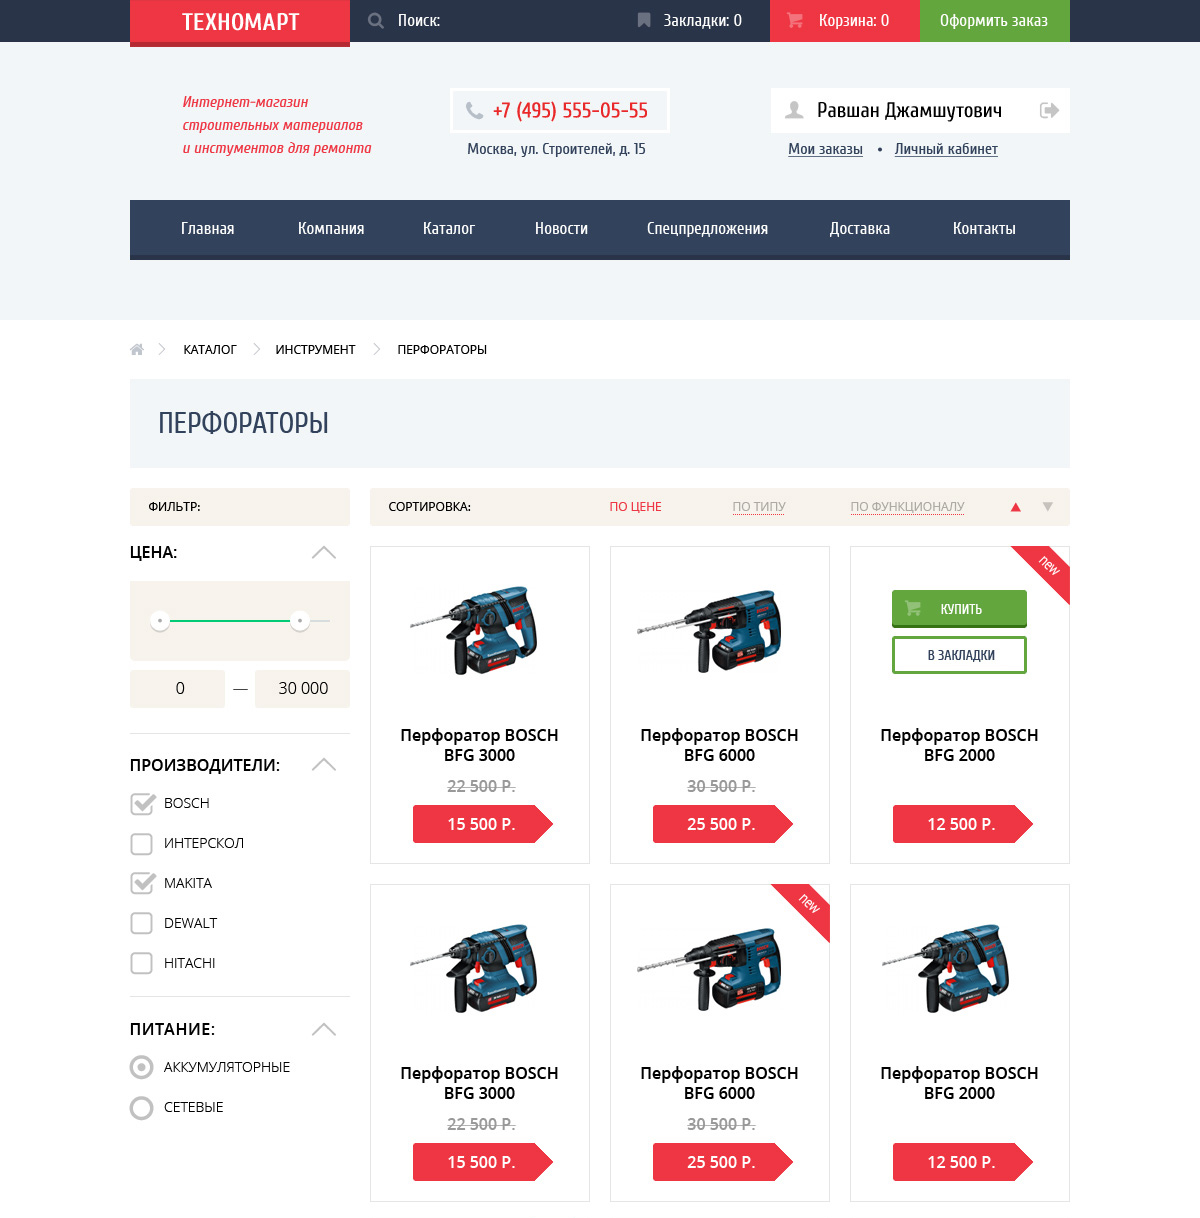 ТЕХНОМАРТ
Поиск:
Закладки: 0
Корзина: 0
Оформить заказ
Интернет-магазин
строительных материалов
и инстументов для ремонта
+7 (495) 555-05-55
Москва, ул. Строителей, д. 15
Равшан Джамшутович
Мои заказы • Личный кабинет
Главная
Компания
Каталог
Новости
Спецпредложения
Доставка
Контакты
КАТАЛОГ
ИНСТРУМЕНТ
ПЕРФОРАТОРЫ
ПЕРФОРАТОРЫ
ФИЛЬТР:
ЦЕНА:
0 — 30 000
ПРОИЗВОДИТЕЛИ:
BOSCH
ИНТЕРСКОЛ
MAKITA
DEWALT
HITACHI
ПИТАНИЕ:
АККУМУЛЯТОРНЫЕ
СЕТЕВЫЕ
СОРТИРОВКА:
ПО ЦЕНЕ
ПО ТИПУ
ПО ФУНКЦИОНАЛУ
Перфоратор BOSCH
BFG 3000
22 500 Р.
15 500 Р.
Перфоратор BOSCH
BFG 6000
30 500 Р.
25 500 Р.
new
КУПИТЬ
В ЗАКЛАДКИ
Перфоратор BOSCH
BFG 2000
12 500 Р.
Перфоратор BOSCH
BFG 3000
22 500 Р.
15 500 Р.
new
Перфоратор BOSCH
BFG 6000
30 500 Р.
25 500 Р.
Перфоратор BOSCH
BFG 2000
12 500 Р.